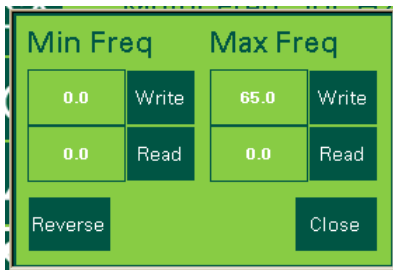 Min Freq Max Freq
0.0 Write 65.0 Write
0.0 Read 0.0 Read
Reverse Close